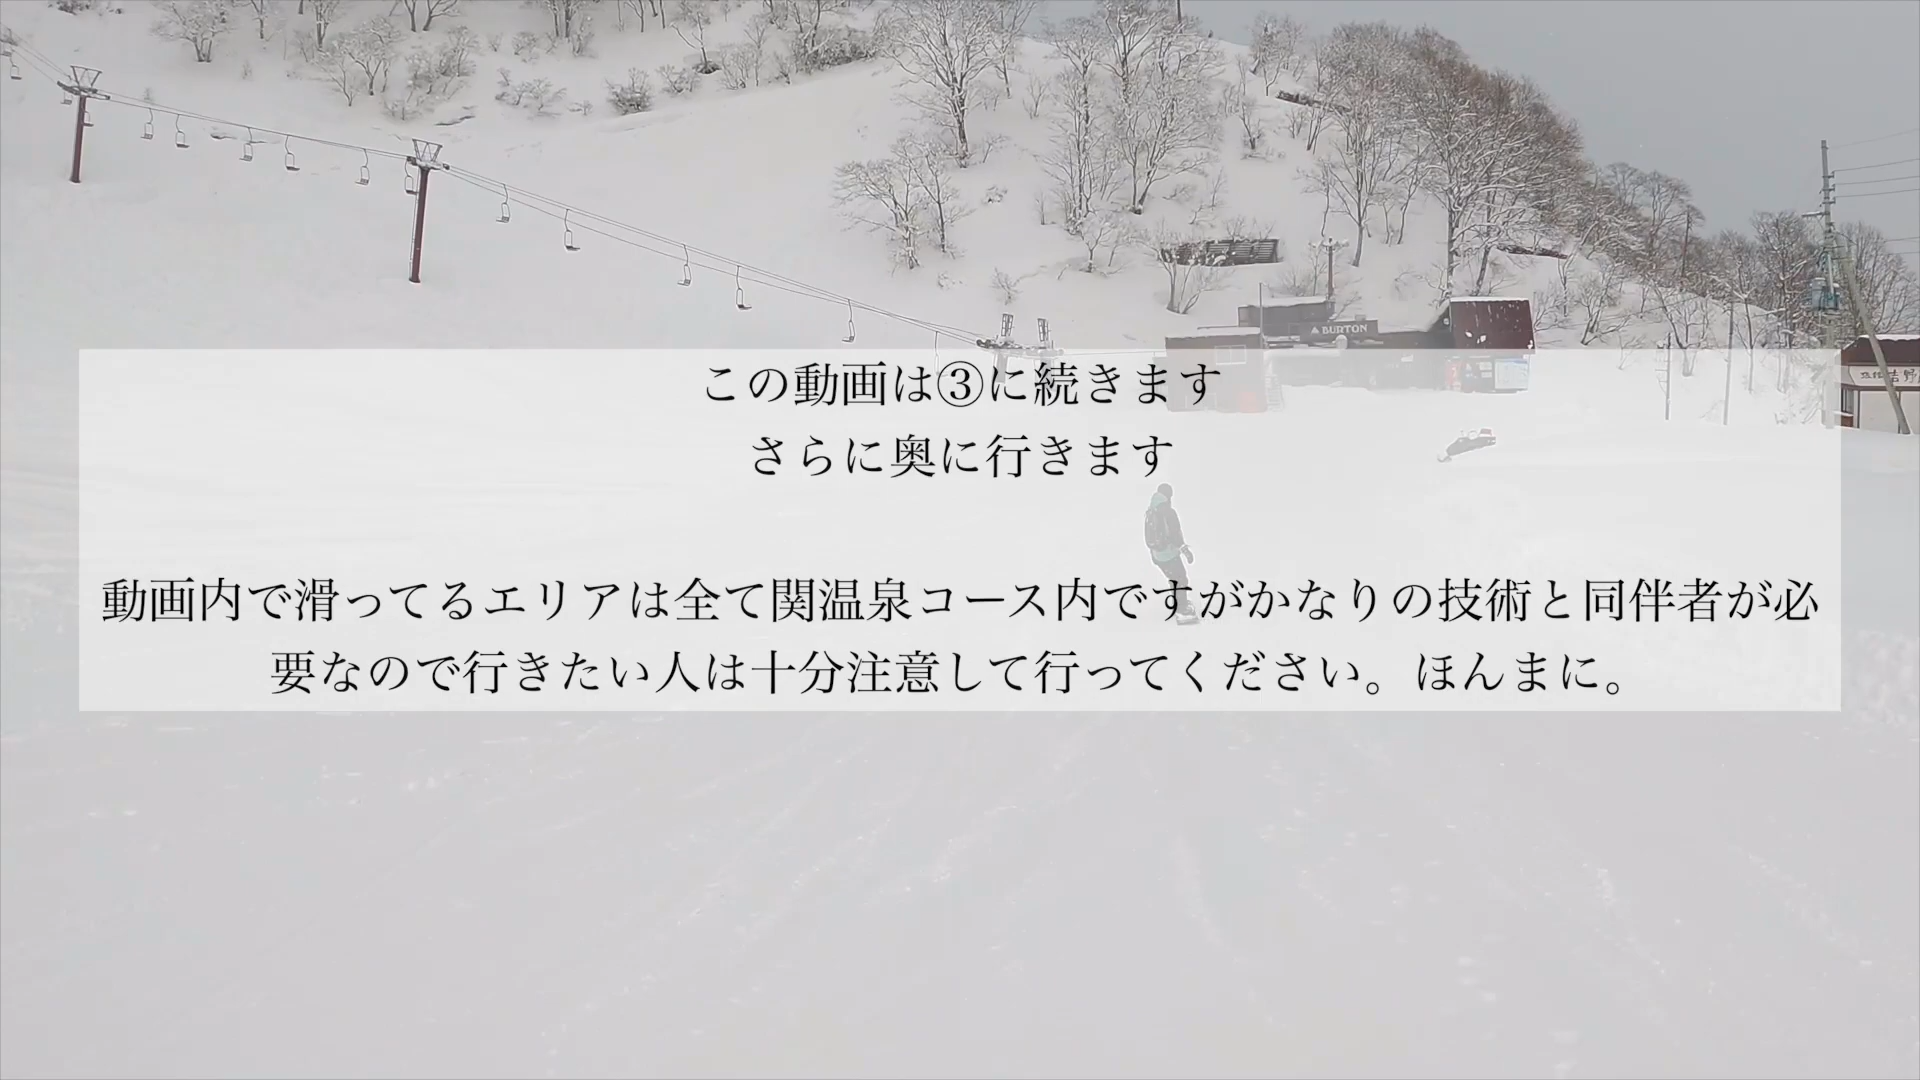 BURTON
この動画は③に続きます
さらに奥に行きます
動画内で滑ってるエリアは全て関温泉コース内ですがかなりの技術と同伴者が必
要なので行きたい人は十分注意して行ってください。ほんまに。